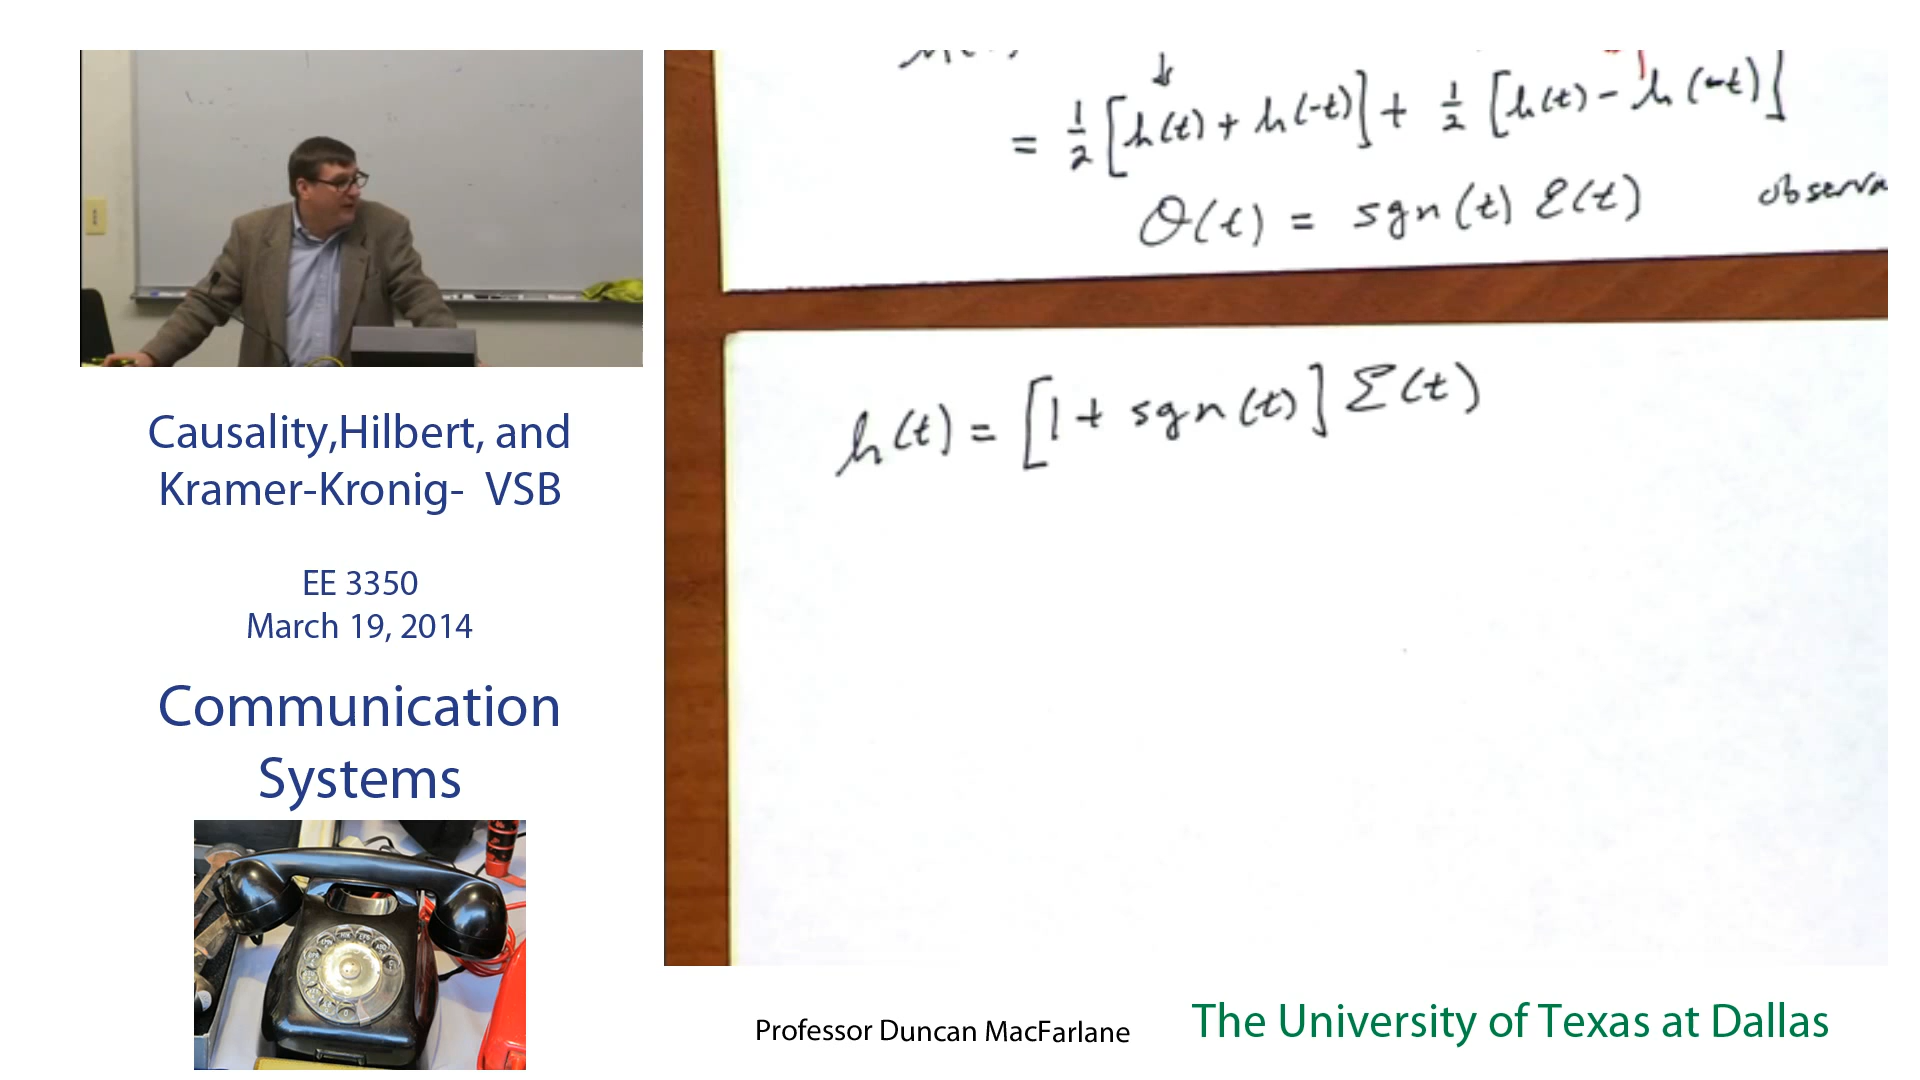 = 1/2 [h(t) + h(-t)] + 1/2 [h(t) - h(-t)]
O(t) = sgn(t) Ɛ(t)
h(t) = [1 + sgn(t)] Ɛ(t)
Causality,Hilbert, and
Kramer-Kronig- VSB
EE 3350
March 19, 2014
Communication
Systems
Professor Duncan MacFarlane
The University of Texas at Dallas